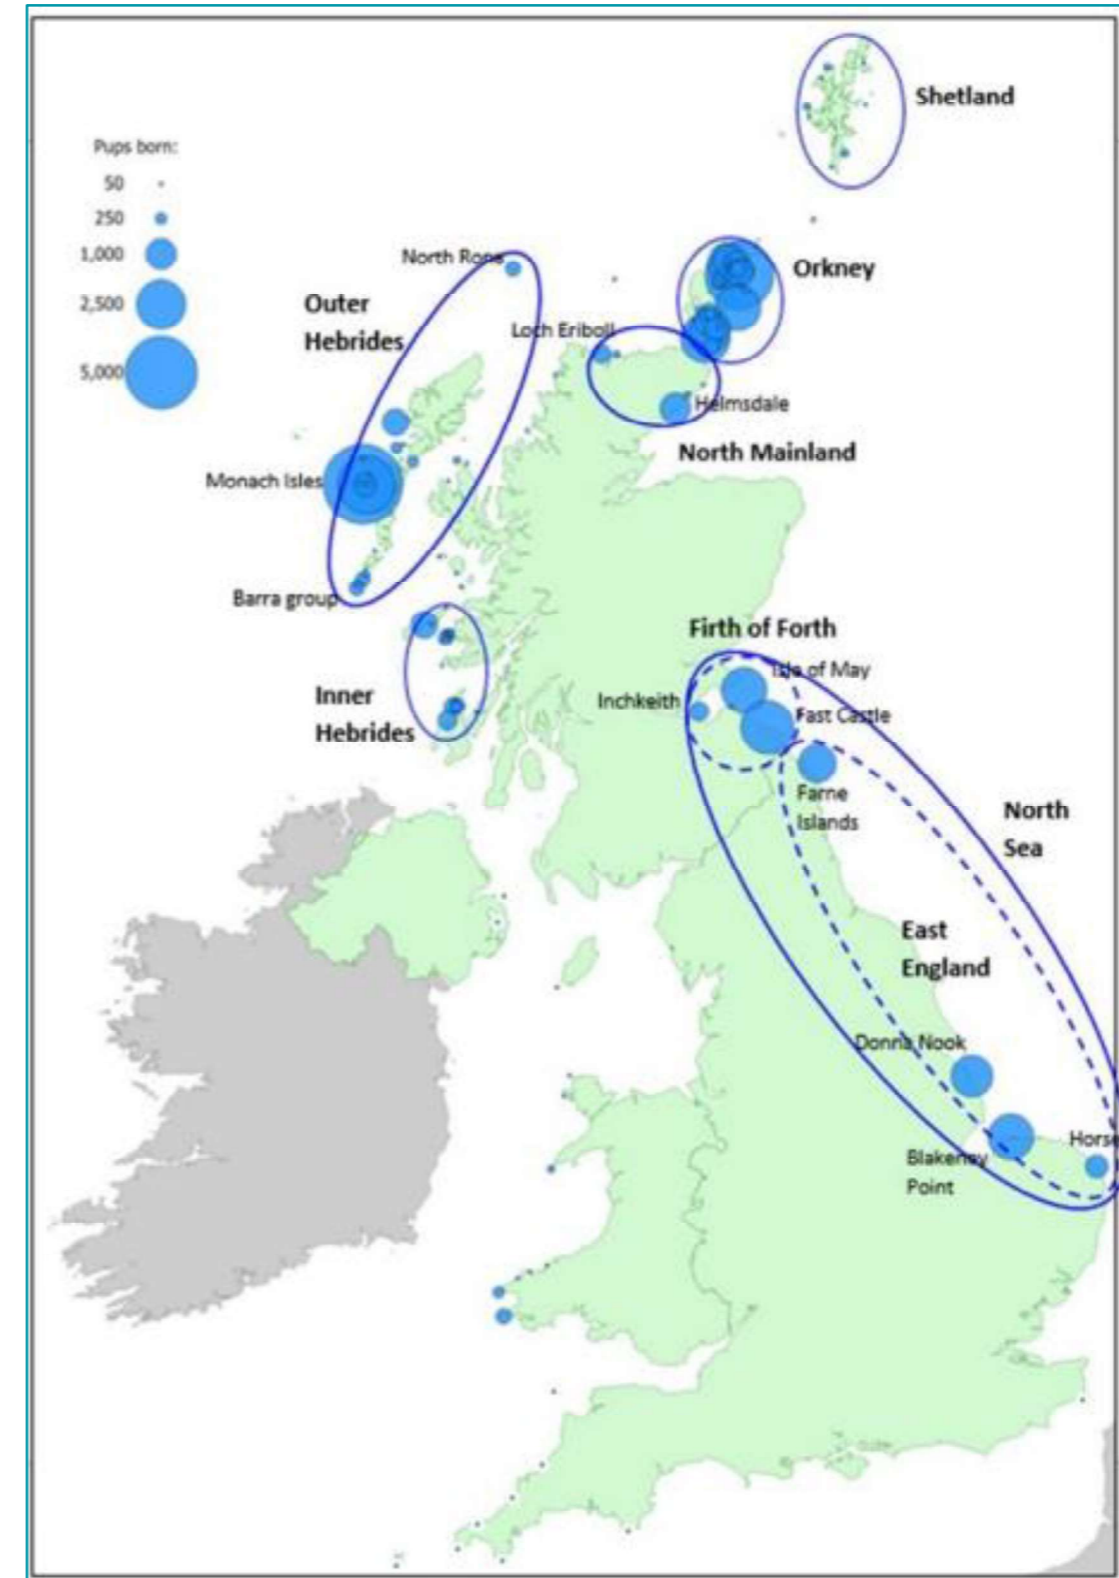 Shetland
Pups born:
50
250
1,000
2,500
5,000
North Rona
Orkney
Outer
Hebrides
Loch Eriboll
Helmsdale
North Mainland
Monach Isles
Barra group
Firth of Forth
Isle of May
Inchkeith
Fast Castle
Inner
Hebrides
Farne
Islands
North
Sea
East
England
Donna Nook
Blakeney
Point
Horse